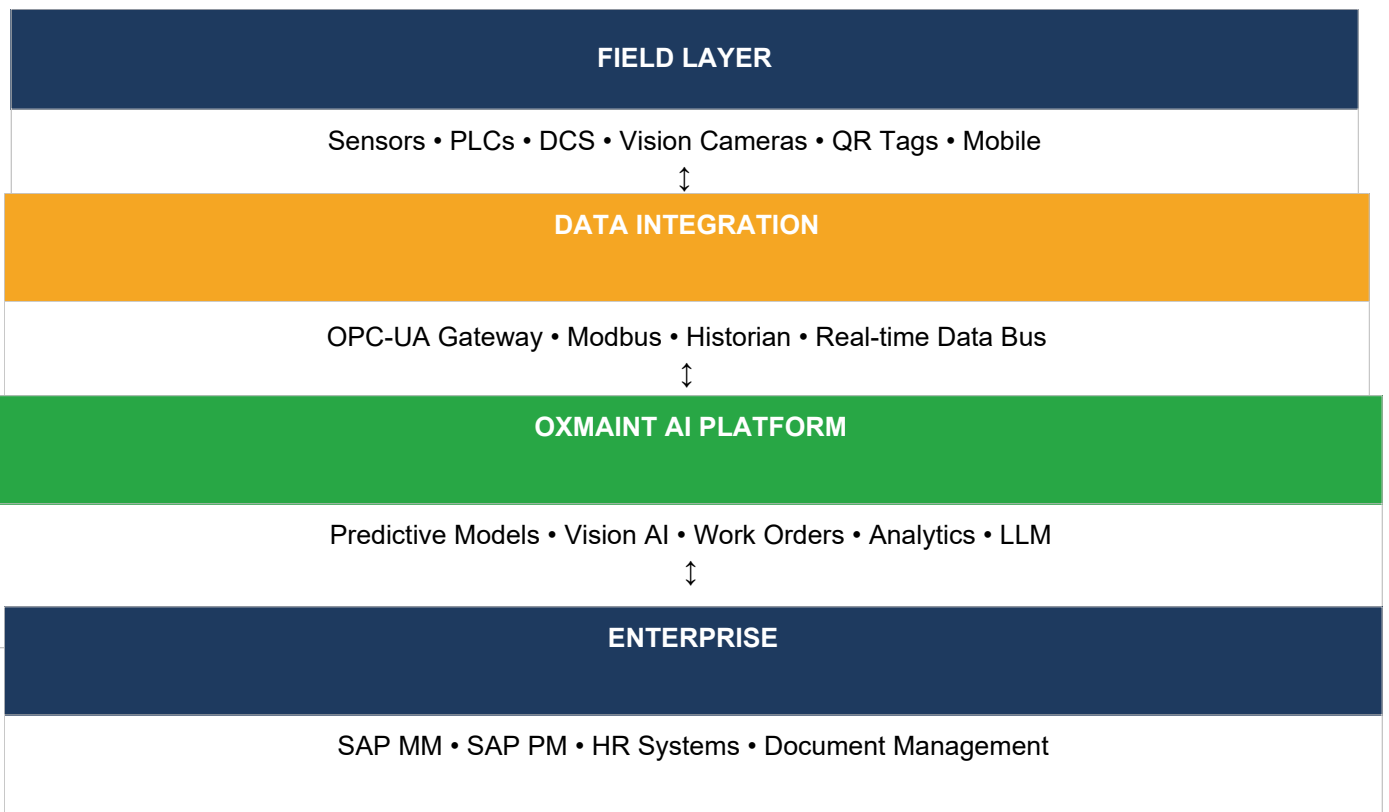 FIELD LAYER
Sensors • PLCs • DCS • Vision Cameras • QR Tags • Mobile
↕
DATA INTEGRATION
OPC-UA Gateway • Modbus • Historian • Real-time Data Bus
↕
OXMAINT AI PLATFORM
Predictive Models • Vision AI • Work Orders • Analytics • LLM
↕
ENTERPRISE
SAP MM • SAP PM • HR Systems • Document Management